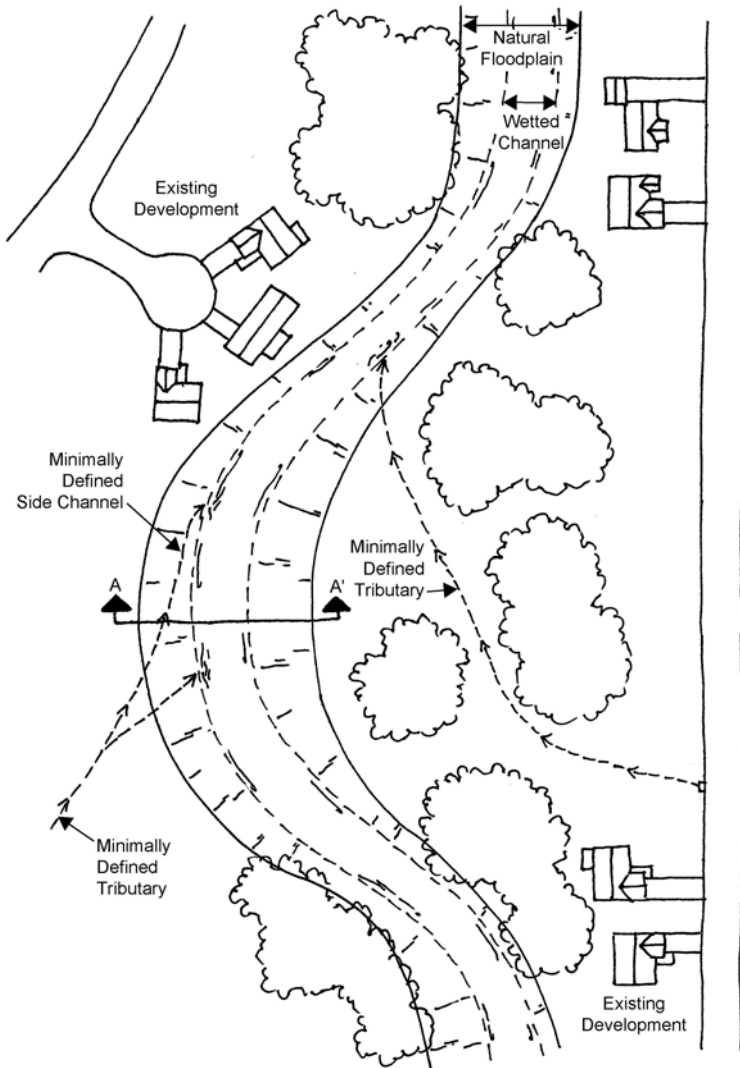 Natural
Floodplain
Wetted
Channel
Existing
Development
Minimally
Defined
Side Channel
Minimally
Defined
Tributary
A
A'
Minimally
Defined
Tributary
Existing
Development